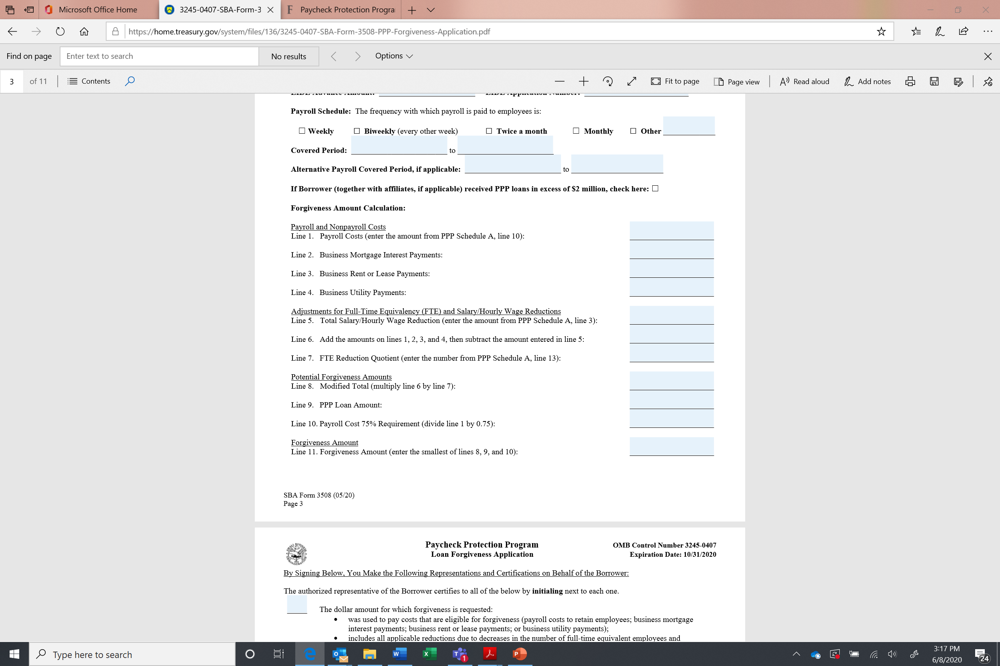 Microsoft Office Home
3245-0407-SBA-Form-3
Paycheck Protection Progra
https://home.treasury.gov/system/files/136/3245-0407-SBA-Form-3508-PPP-Forgiveness-Application.pdf
Find on page Enter text to search No results Options
3 of 11 Contents Fit to page Page view Read aloud Add notes
EIDL Advance Amount: EIDL Application Number:
Payroll Schedule: The frequency with which payroll is paid to employees is:
☐ Weekly ☐ Biweekly (every other week) ☐ Twice a month ☐ Monthly ☐ Other
Covered Period: to
Alternative Payroll Covered Period, if applicable: to
If Borrower (together with affiliates, if applicable) received PPP loans in excess of $2 million, check here: ☐
Forgiveness Amount Calculation:
Payroll and Nonpayroll Costs
Line 1. Payroll Costs (enter the amount from PPP Schedule A, line 10):
Line 2. Business Mortgage Interest Payments:
Line 3. Business Rent or Lease Payments:
Line 4. Business Utility Payments:
Adjustments for Full-Time Equivalency (FTE) and Salary/Hourly Wage Reductions
Line 5. Total Salary/Hourly Wage Reduction (enter the amount from PPP Schedule A, line 3):
Line 6. Add the amounts on lines 1, 2, 3, and 4, then subtract the amount entered in line 5:
Line 7. FTE Reduction Quotient (enter the number from PPP Schedule A, line 13):
Potential Forgiveness Amounts
Line 8. Modified Total (multiply line 6 by line 7):
Line 9. PPP Loan Amount:
Line 10. Payroll Cost 75% Requirement (divide line 1 by 0.75):
Forgiveness Amount
Line 11. Forgiveness Amount (enter the smallest of lines 8, 9, and 10):
SBA Form 3508 (05/20)
Page 3
Paycheck Protection Program
Loan Forgiveness Application
OMB Control Number 3245-0407
Expiration Date: 10/31/2020
By Signing Below, You Make the Following Representations and Certifications on Behalf of the Borrower:
The authorized representative of the Borrower certifies to all of the below by initialing next to each one.
The dollar amount for which forgiveness is requested:
• was used to pay costs that are eligible for forgiveness (payroll costs to retain employees; business mortgage
interest payments; business rent or lease payments; or business utility payments);
• includes all applicable reductions due to decreases in the number of full-time equivalent employees and
Type here to search
1
3:17 PM
6/8/2020
24